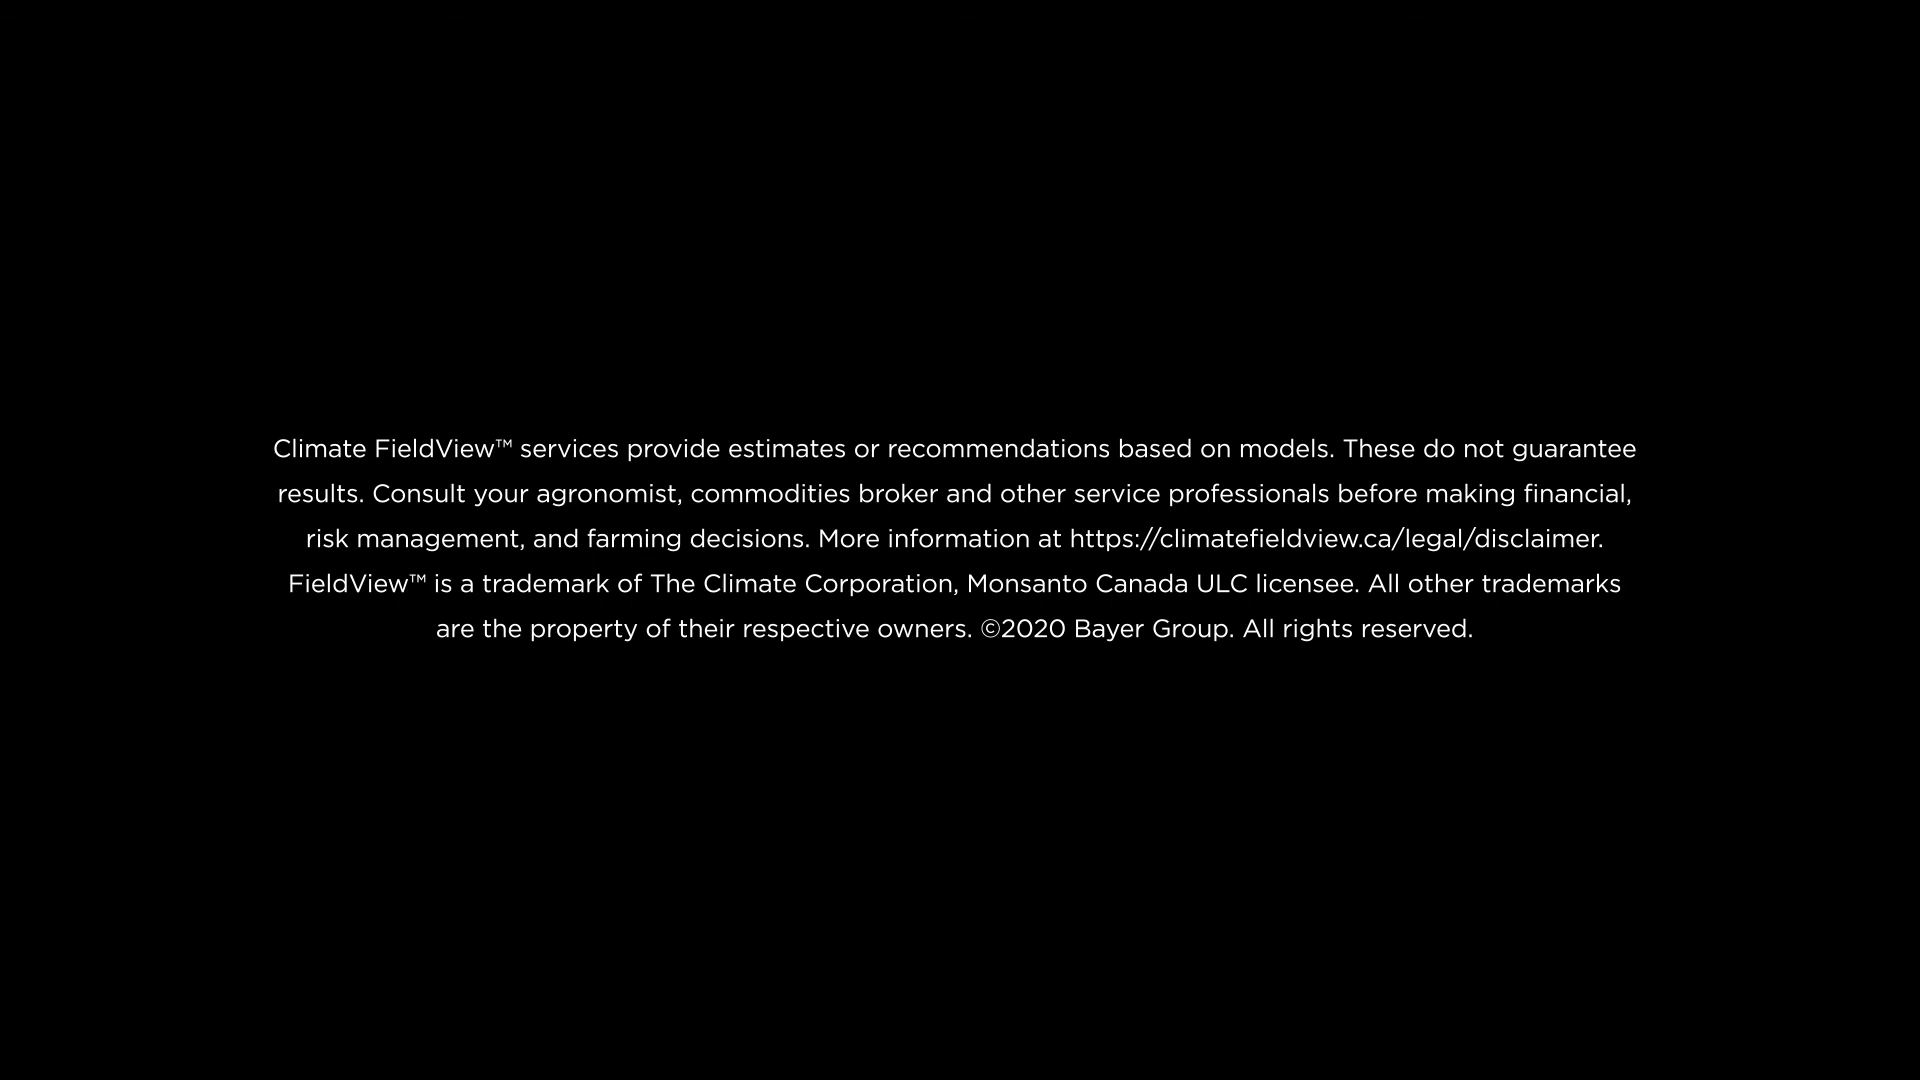 Climate FieldView™ services provide estimates or recommendations based on models. These do not guarantee
results. Consult your agronomist, commodities broker and other service professionals before making financial,
risk management, and farming decisions. More information at https://climatefieldview.ca/legal/disclaimer.
FieldView™ is a trademark of The Climate Corporation, Monsanto Canada ULC licensee. All other trademarks
are the property of their respective owners. ©2020 Bayer Group. All rights reserved.